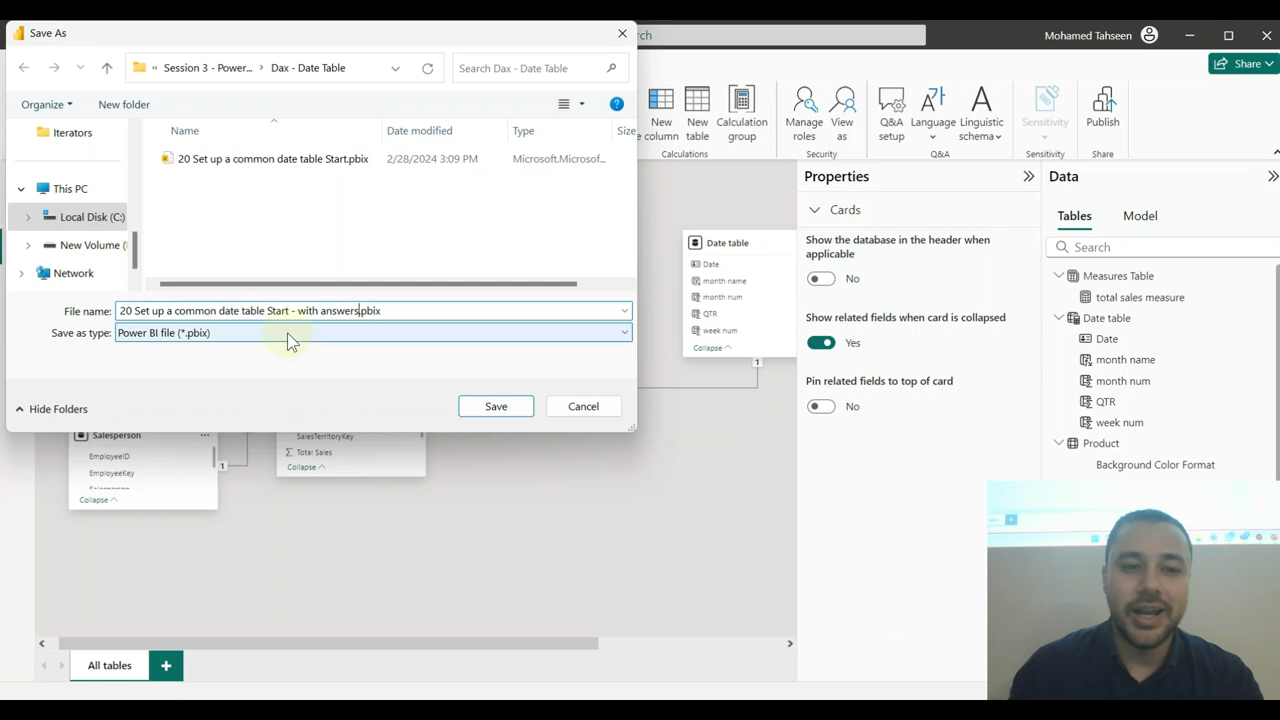 Save As
rch
Mohamed Tahseen
« Session 3 - Power... > Dax - Date Table
Search Dax - Date Table
Share
Organize
New folder
New column
New table
Calculation group
Manage roles
View as
Q&A setup
Language
Linguistic schema
Sensitivity
Publish
Calculations
Security
Q&A
Sensitivity
Share
Iterators
This PC
Local Disk (C:)
New Volume (
Network
Name
Date modified
Type
Size
20 Set up a common date table Start.pbix
2/28/2024 3:09 PM
Microsoft.Microsof...
File name:
20 Set up a common date table Start - with answers.pbix
Save as type:
Power BI file (*.pbix)
Hide Folders
Save
Cancel
Date table
Date
month name
month num
QTR
week num
Collapse
1
Salesperson
EmployeeID
EmployeeKey
Collapse
1
SalesTerritoryKey
Total Sales
Collapse
Properties
Cards
Show the database in the header when
applicable
No
Show related fields when card is collapsed
Yes
Pin related fields to top of card
No
Data
Tables
Model
Search
Measures Table
total sales measure
Date table
Date
month name
month num
QTR
week num
Product
Background Color Format
All tables